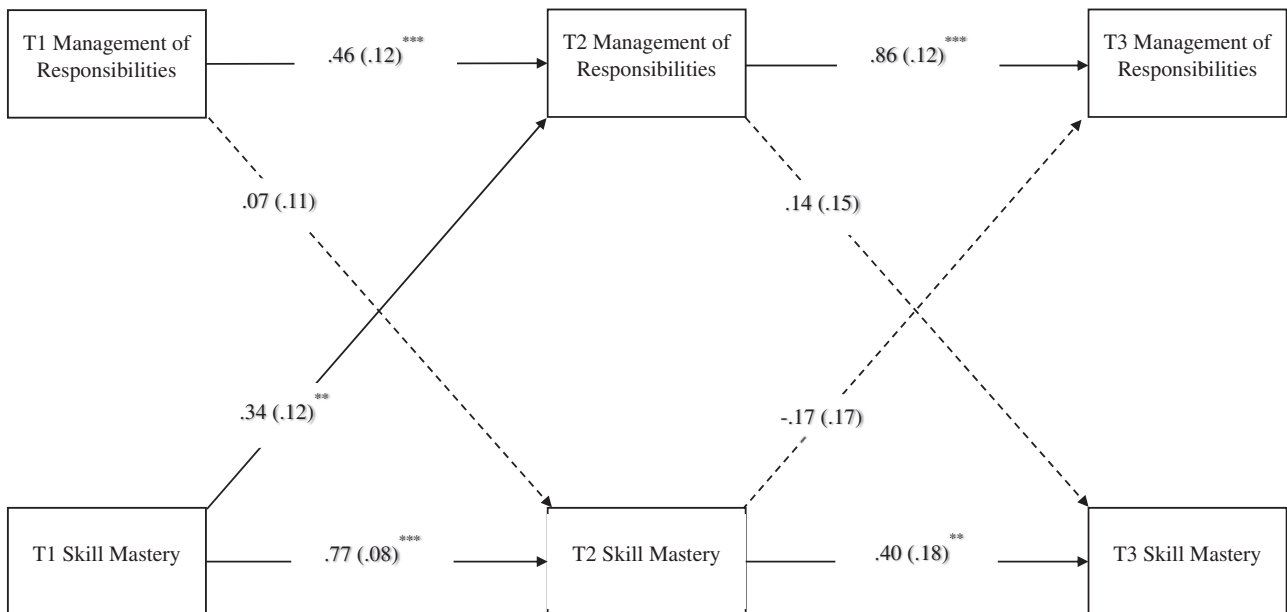 T1 Management of
Responsibilities
.46 (.12)***
T2 Management of
Responsibilities
.86 (.12)***
T3 Management of
Responsibilities
.07 (.11)
.14 (.15)
.34 (.12)**
-.17 (.17)
T1 Skill Mastery
.77 (.08)***
T2 Skill Mastery
.40 (.18)**
T3 Skill Mastery